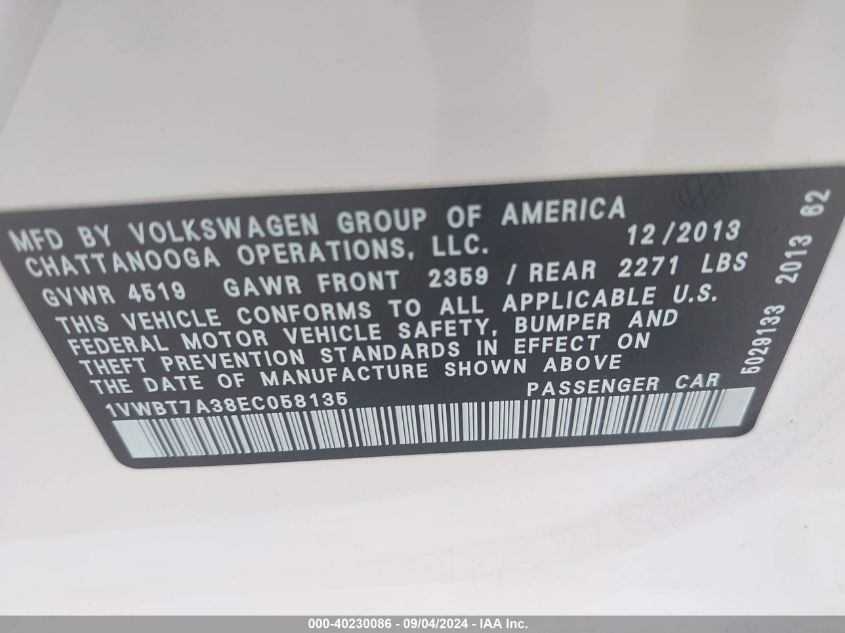 MFD BY VOLKSWAGEN GROUP OF AMERICA
CHATTANOOGA OPERATIONS, LLC. 12/2013
GVWR 4519 GAWR FRONT 2359 / REAR 2271 LBS
THIS VEHICLE CONFORMS TO ALL APPLICABLE U.S.
FEDERAL MOTOR VEHICLE SAFETY, BUMPER AND
THEFT PREVENTION STANDARDS IN EFFECT ON
THE DATE OF MANUFACTURE SHOWN ABOVE
1VWBT7A38EC058135 PASSENGER CAR
5029133 2013 62
000-40230086 - 09/04/2024 - IAA Inc.